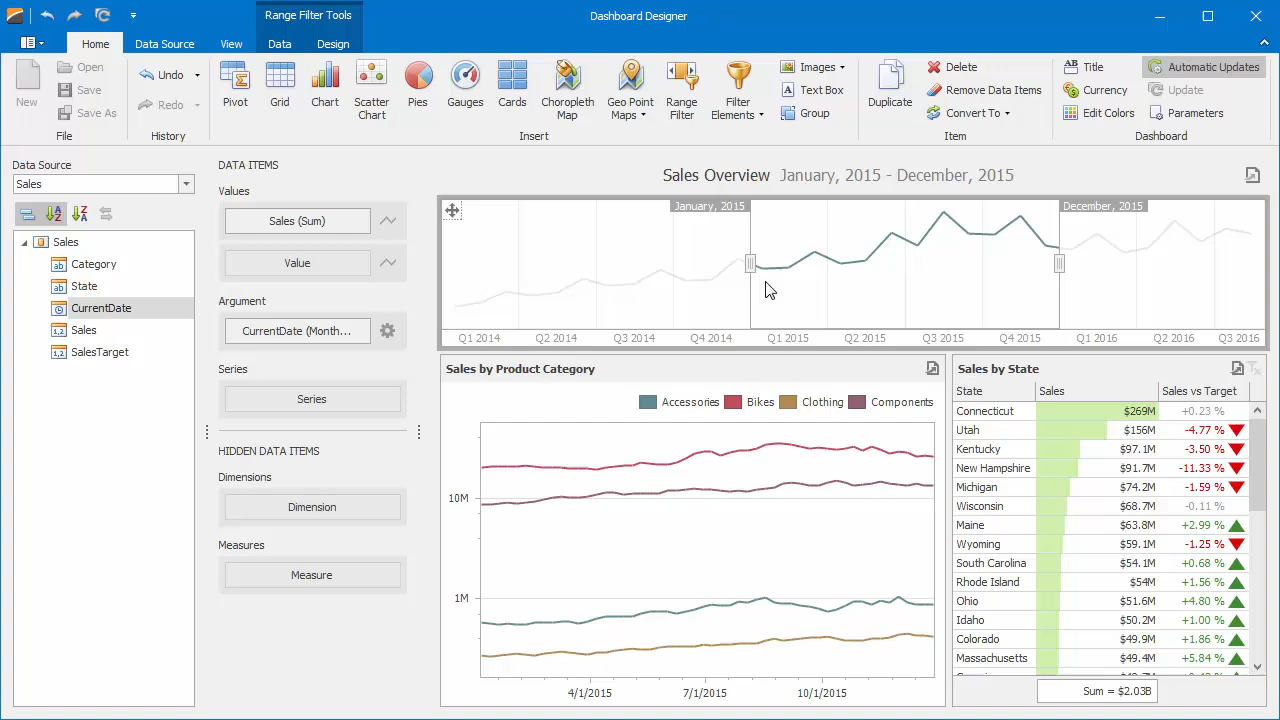 Range Filter Tools
Dashboard Designer
Home
Data Source
View
Data
Design
New
Open
Save
Save As
File
Undo
Redo
History
Pivot
Grid
Chart
Scatter
Chart
Pies
Gauges
Cards
Choropleth
Map
Geo Point
Maps
Range
Filter
Filter
Elements
Images
Text Box
Group
Insert
Duplicate
Delete
Remove Data Items
Convert To
Item
Title
Currency
Edit Colors
Automatic Updates
Update
Parameters
Dashboard
Data Source
Sales
Sales
Category
State
CurrentDate
Sales
SalesTarget
DATA ITEMS
Values
Sales (Sum)
Value
Argument
CurrentDate (Month...
Series
Series
HIDDEN DATA ITEMS
Dimensions
Dimension
Measures
Measure
Sales Overview January, 2015 - December, 2015
January, 2015
December, 2015
Q1 2014 Q2 2014 Q3 2014 Q4 2014 Q1 2015 Q2 2015 Q3 2015 Q4 2015 Q1 2016 Q2 2016 Q3 2016
Sales by Product Category
Accessories Bikes Clothing Components
10M
1M
4/1/2015 7/1/2015 10/1/2015
Sales by State
State Sales Sales vs Target
Connecticut $269M +0.23 %
Utah $156M -4.77 %
Kentucky $97.1M -3.50 %
New Hampshire $91.7M -11.33 %
Michigan $74.2M -1.59 %
Wisconsin $68.7M -0.11 %
Maine $63.8M +2.99 %
Wyoming $59.1M -1.25 %
South Carolina $54.1M +0.68 %
Rhode Island $54M +1.56 %
Ohio $51.6M +4.80 %
Idaho $50.2M +1.00 %
Colorado $49.9M +1.86 %
Massachusetts $49.4M +5.84 %
Sum = $2.03B